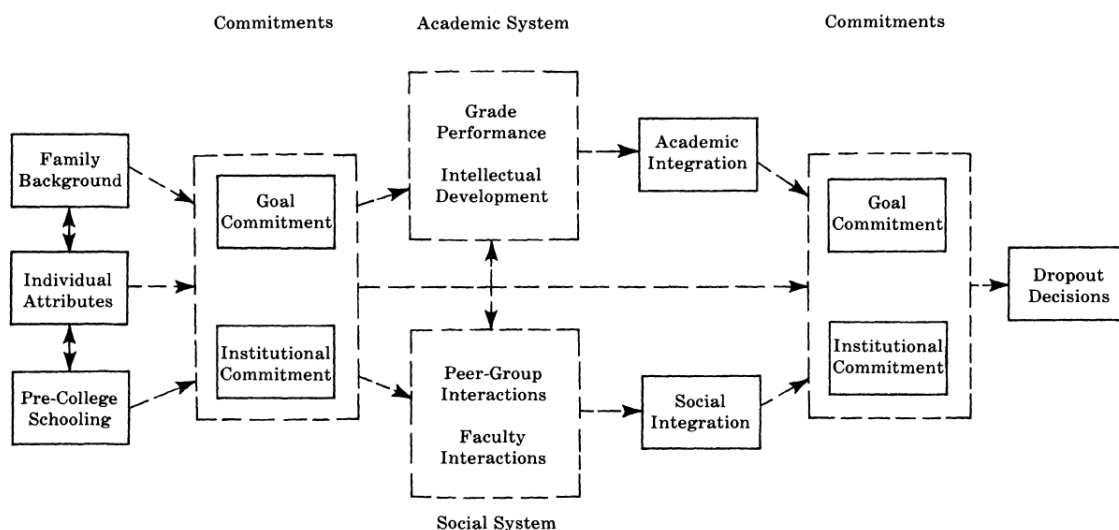 Commitments
Academic System
Commitments
Family
Background
Individual
Attributes
Pre-College
Schooling
Goal
Commitment
Institutional
Commitment
Grade
Performance
Intellectual
Development
Peer-Group
Interactions
Faculty
Interactions
Social System
Academic
Integration
Social
Integration
Goal
Commitment
Institutional
Commitment
Dropout
Decisions